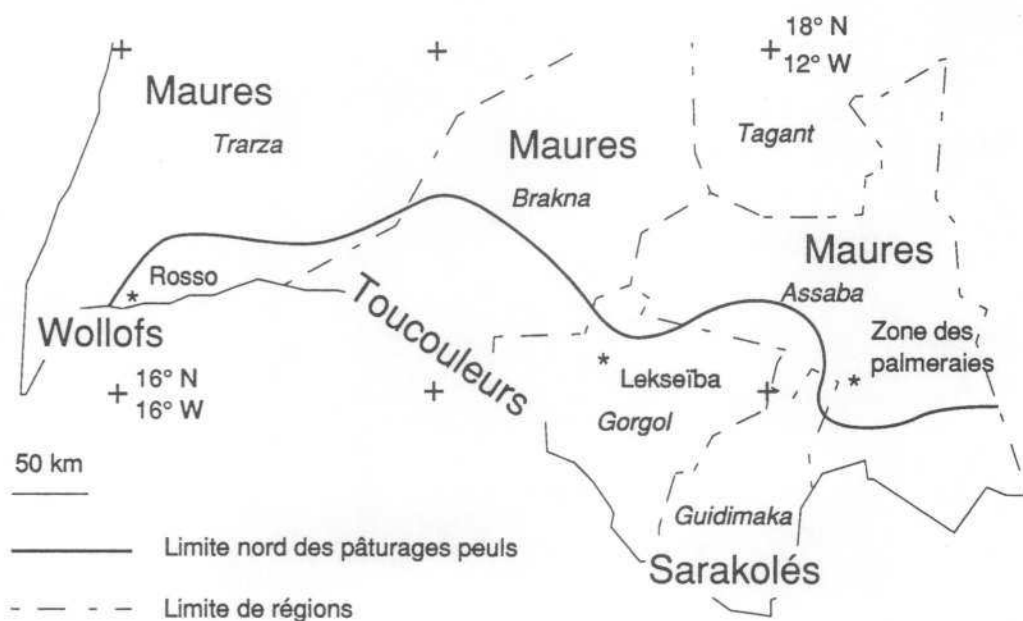 18° N
12° W
Maures
Trarza
Maures
Brakna
Tagant
Maures
Assaba
Rosso
Wollofs
Toucouleurs
Zone des
palmeraies
16° N
16° W
Lekseïba
Gorgol
50 km
Guidimaka
Sarakolés
Limite nord des pâturages peuls
Limite de régions